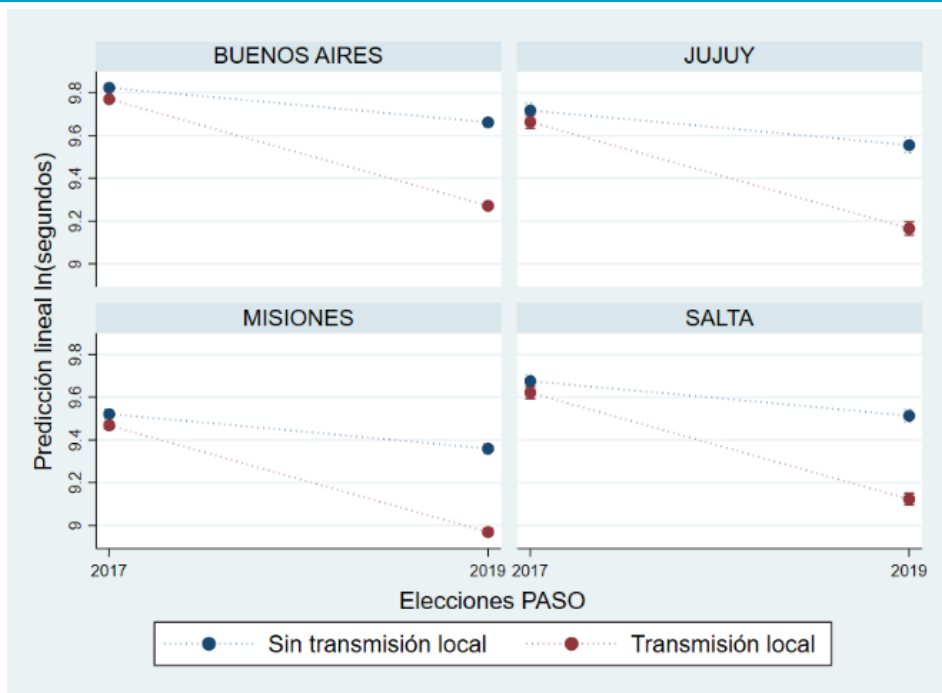 BUENOS AIRES
JUJUY
9.8
9.6
9.4
9.2
9
MISIONES
SALTA
9.8
9.6
9.4
9.2
9
Predicción lineal ln(segundos)
2017
2019
2017
2019
Elecciones PASO
Sin transmisión local
Transmisión local